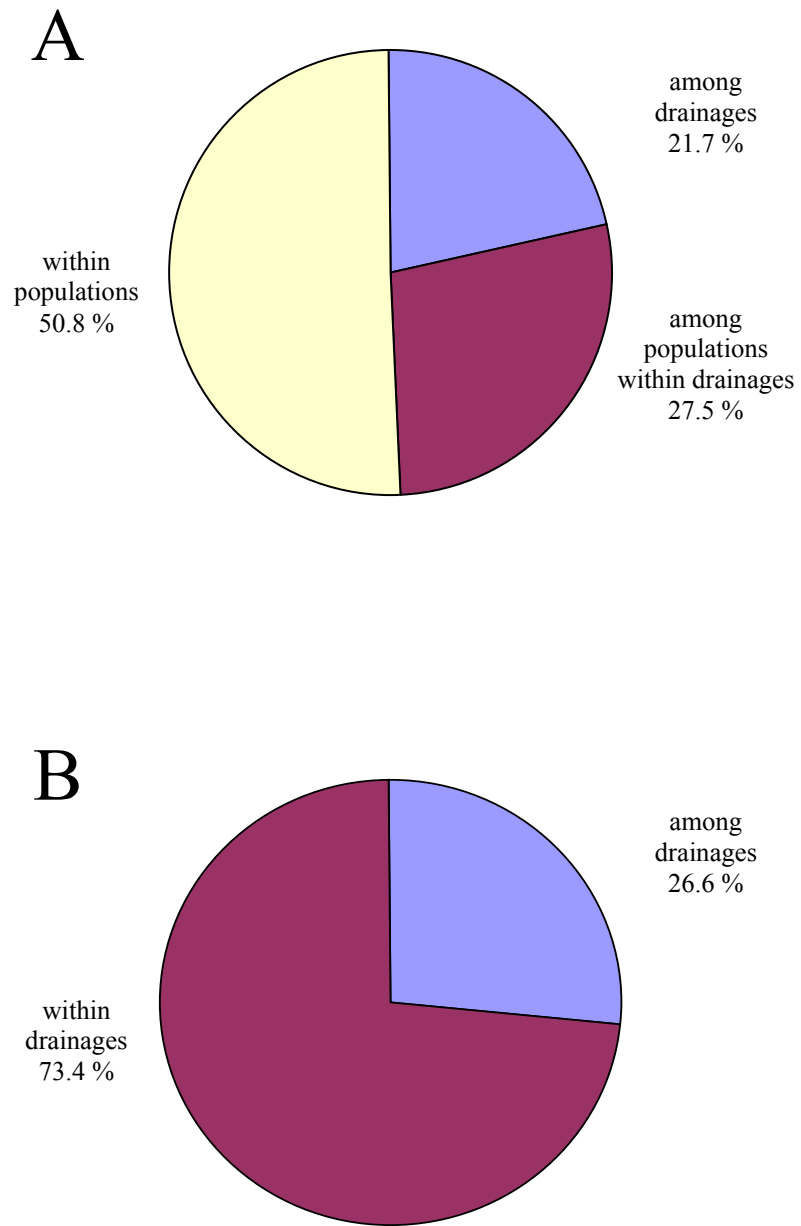 A
among
drainages
21.7 %
within
populations
50.8 %
among
populations
within drainages
27.5 %
B
among
drainages
26.6 %
within
drainages
73.4 %